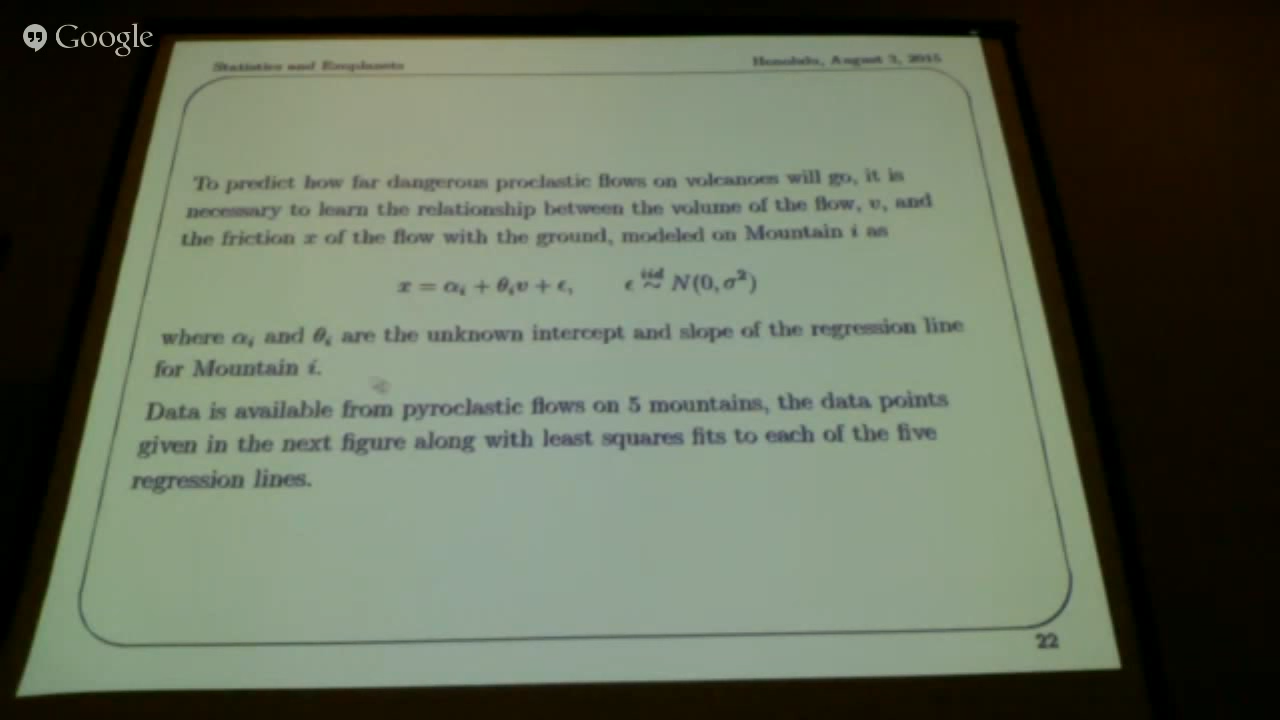 Google
Statistics and Exoplanets
Honolulu, August 3, 2015
To predict how far dangerous proclastic flows on volcanoes will go, it is
necessary to learn the relationship between the volume of the flow, v, and
the friction x of the flow with the ground, modeled on Mountain i as
x = αᵢ + θᵢv + ϵ, ϵ iid ~ N(0, σ²)
where αᵢ and θᵢ are the unknown intercept and slope of the regression line
for Mountain i.
Data is available from pyroclastic flows on 5 mountains, the data points
given in the next figure along with least squares fits to each of the five
regression lines.
22